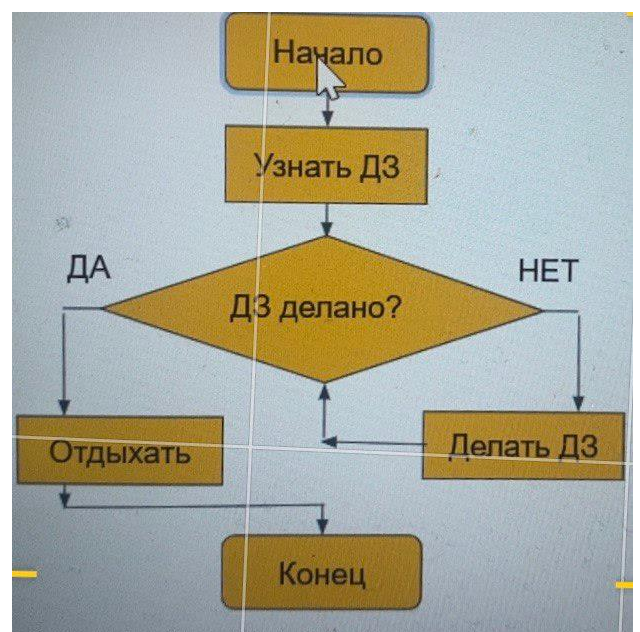 Начало
Узнать ДЗ
ДА
НЕТ
ДЗ делано?
Отдыхать
Делать ДЗ
Конец